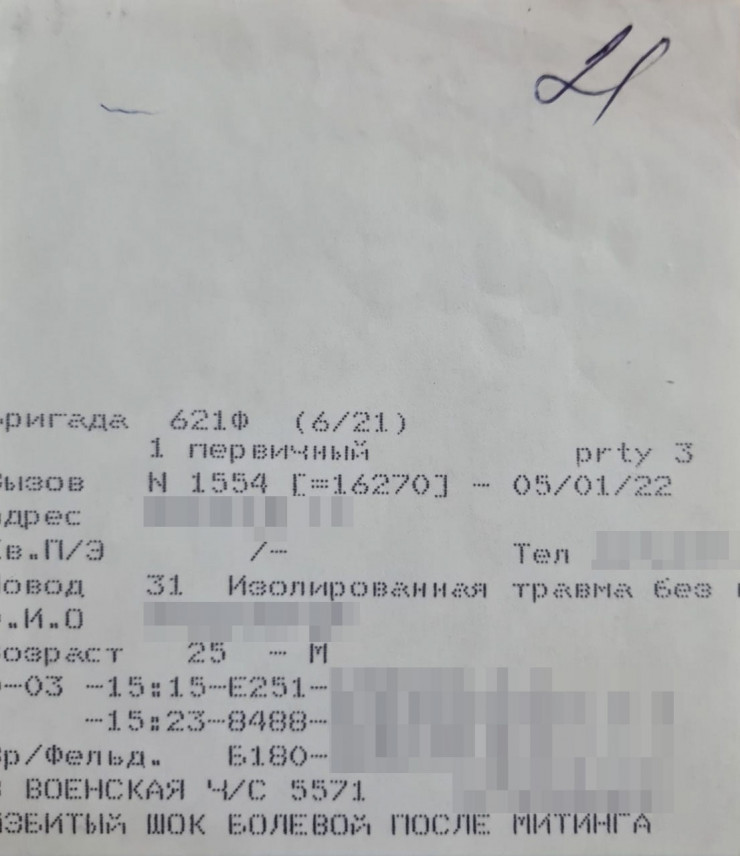 21
ригада 621Ф (6/21)
1 первичный prty 3
ызов N 1554 [=16270] - 05/01/22
дрес
в.П/Э /- Тел
овод 31 Изолированная травма без
.И.О
озраст 25 - М
-03 -15:15-Е251-
-15:23-8488-
р/Фельд. Б180-
ВОЕНСКАЯ Ч/С 5571
ИЗБИТЫЙ ШОК БОЛЕВОЙ ПОСЛЕ МИТИНГА